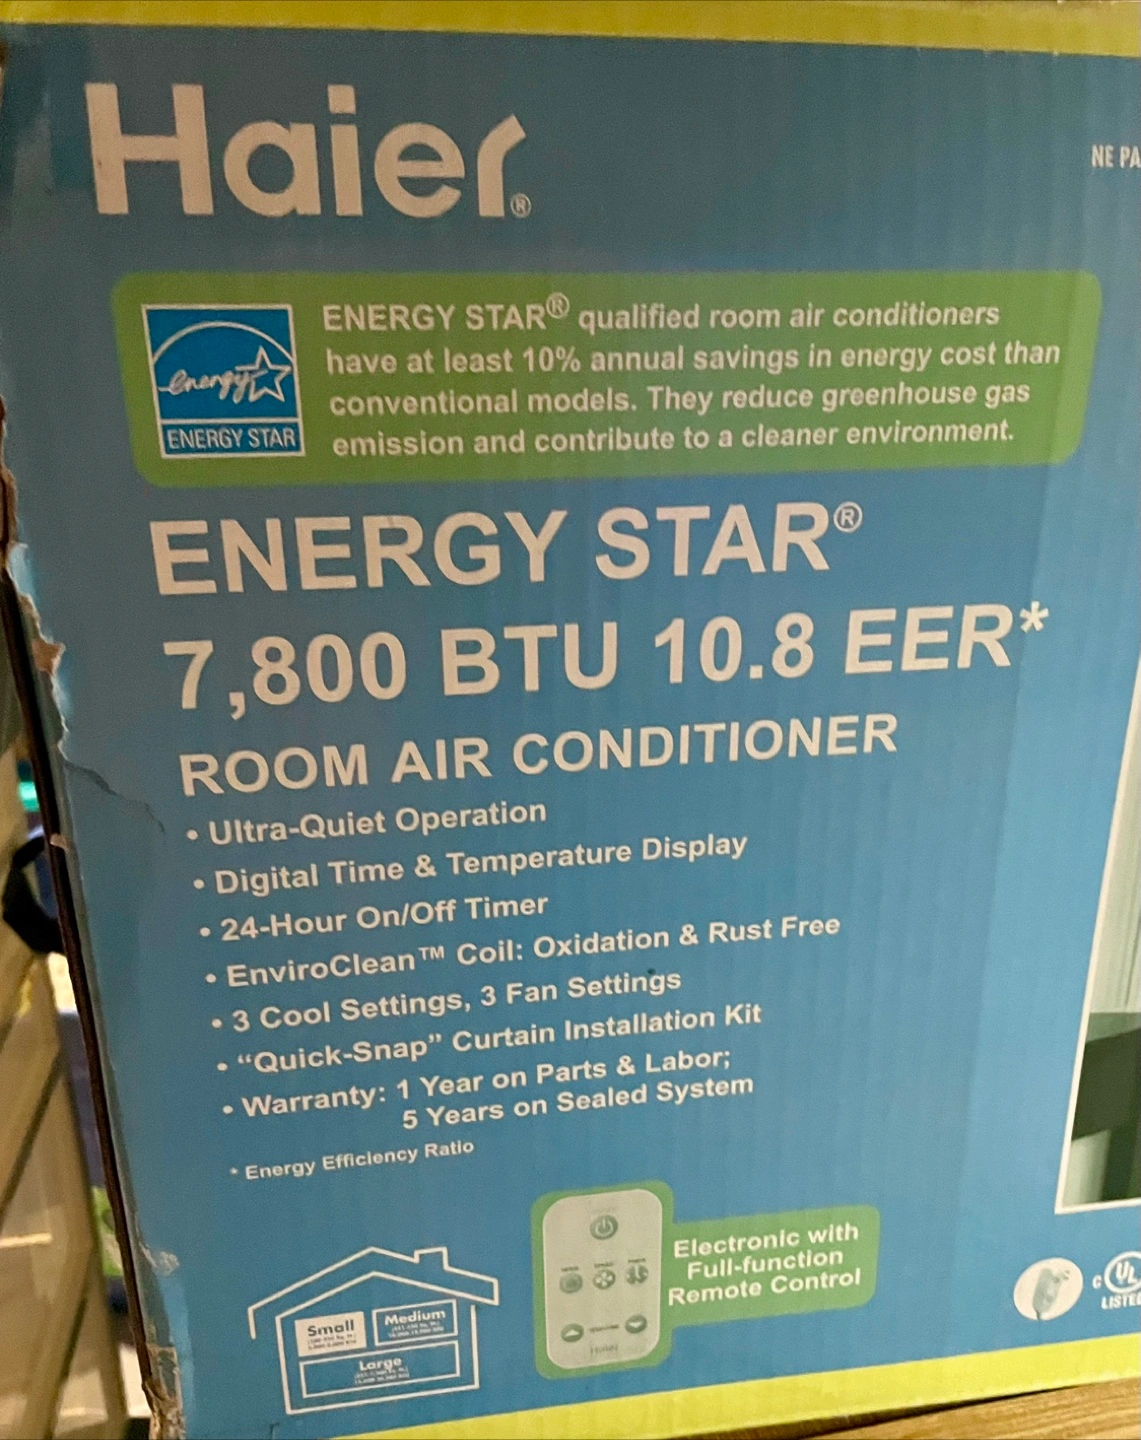 Haier®
NE PA
energy
ENERGY STAR
ENERGY STAR® qualified room air conditioners
have at least 10% annual savings in energy cost than
conventional models. They reduce greenhouse gas
emission and contribute to a cleaner environment.
ENERGY STAR®
7,800 BTU 10.8 EER*
ROOM AIR CONDITIONER
• Ultra-Quiet Operation
• Digital Time & Temperature Display
• 24-Hour On/Off Timer
• EnviroClean™ Coil: Oxidation & Rust Free
• 3 Cool Settings, 3 Fan Settings
• “Quick-Snap” Curtain Installation Kit
• Warranty: 1 Year on Parts & Labor;
5 Years on Sealed System
* Energy Efficiency Ratio
Electronic with
Full-function
Remote Control
Small
Medium
Large
c UL
LISTED